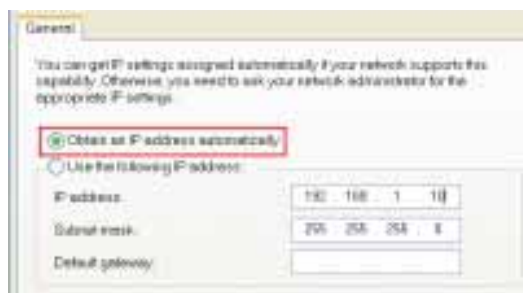 General
You can get IP settings assigned automatically if your network supports this
capability. Otherwise, you need to ask your network administrator for the
appropriate IP settings.
Obtain an IP address automatically
Use the following IP address:
IP address:
192 . 168 . 1 . 10
Subnet mask:
255 . 255 . 255 . 0
Default gateway: